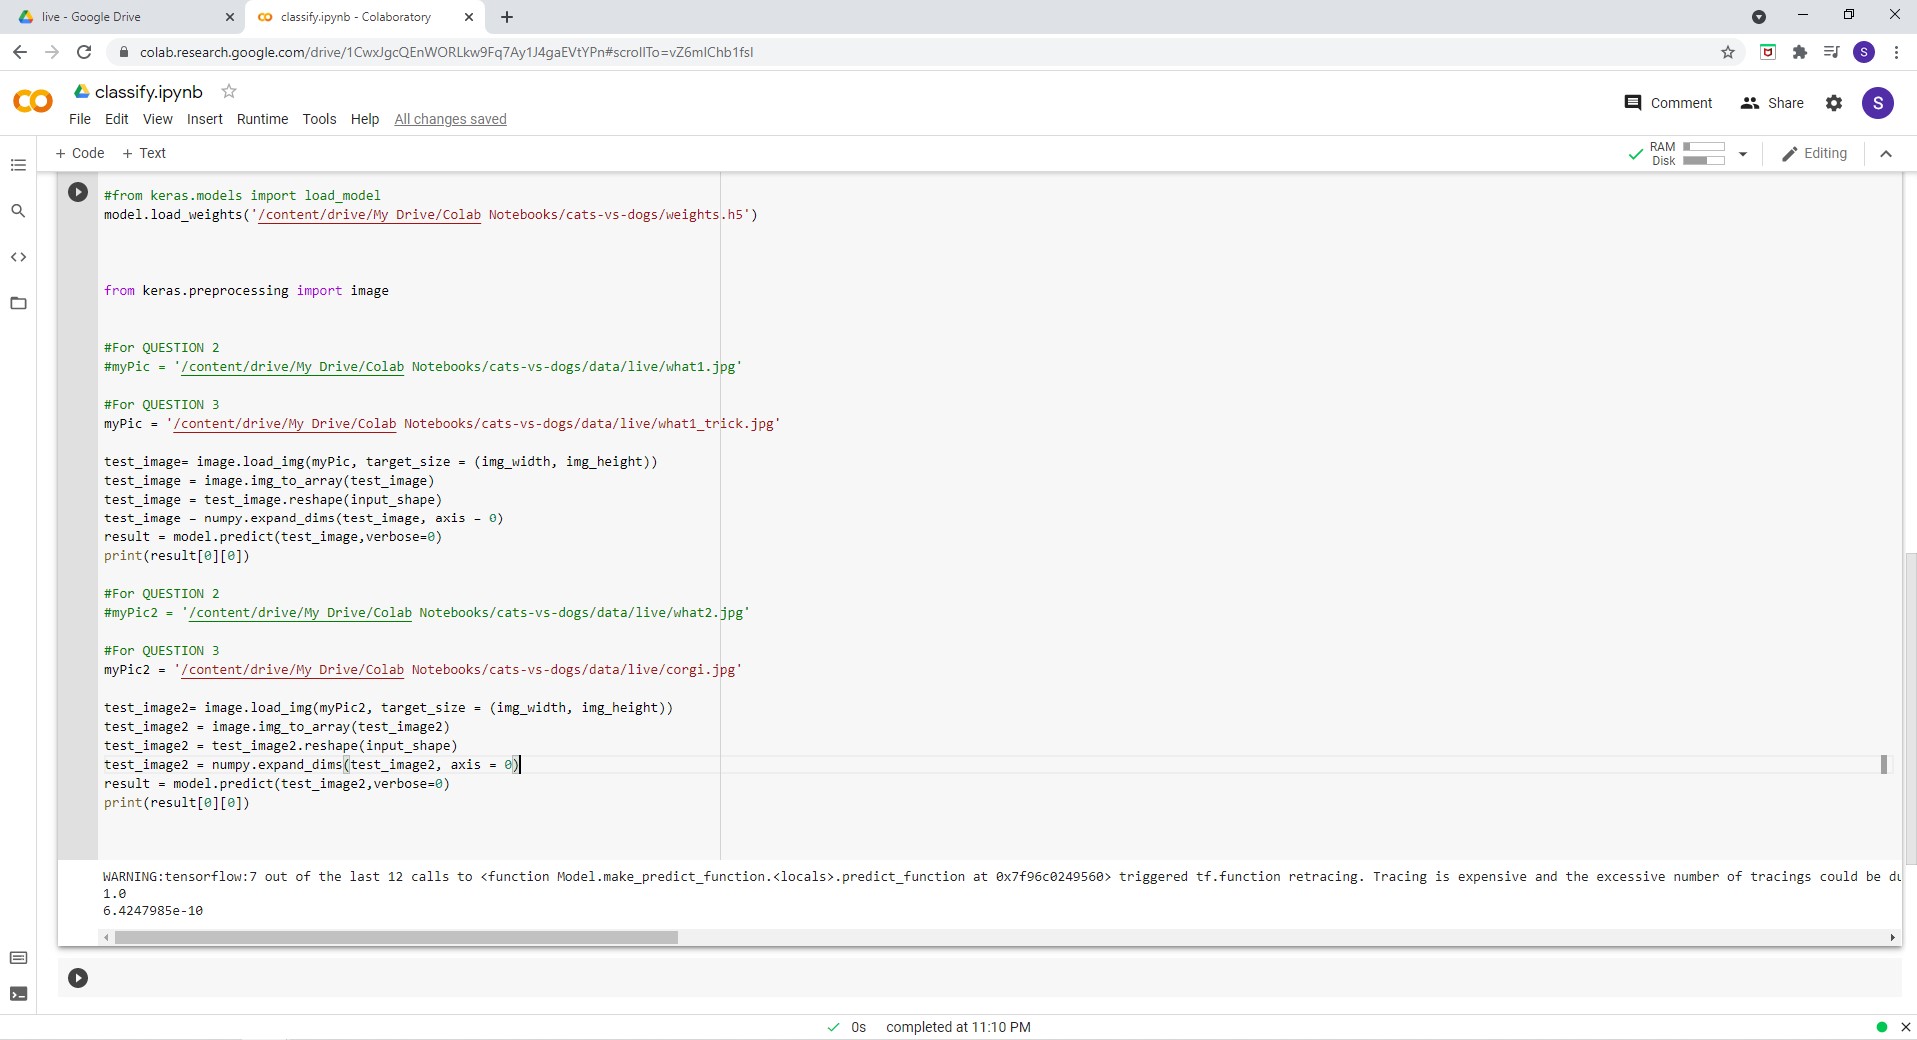 live - Google Drive
classify.ipynb - Colaboratory
colab.research.google.com/drive/1CwxJgcQEnWORLkw9Fq7Ay1J4gaEVtYPn#scrollTo=vZ6mIChb1fsI
S
classify.ipynb
File Edit View Insert Runtime Tools Help All changes saved
Comment Share S
+ Code + Text
RAM
Disk
Editing
#from keras.models import load_model
model.load_weights('/content/drive/My Drive/Colab Notebooks/cats-vs-dogs/weights.h5')
from keras.preprocessing import image
#For QUESTION 2
#myPic = '/content/drive/My Drive/Colab Notebooks/cats-vs-dogs/data/live/what1.jpg'
#For QUESTION 3
myPic = '/content/drive/My Drive/Colab Notebooks/cats-vs-dogs/data/live/what1_trick.jpg'
test_image= image.load_img(myPic, target_size = (img_width, img_height))
test_image = image.img_to_array(test_image)
test_image = test_image.reshape(input_shape)
test_image = numpy.expand_dims(test_image, axis = 0)
result = model.predict(test_image,verbose=0)
print(result[0][0])
#For QUESTION 2
#myPic2 = '/content/drive/My Drive/Colab Notebooks/cats-vs-dogs/data/live/what2.jpg'
#For QUESTION 3
myPic2 = '/content/drive/My Drive/Colab Notebooks/cats-vs-dogs/data/live/corgi.jpg'
test_image2= image.load_img(myPic2, target_size = (img_width, img_height))
test_image2 = image.img_to_array(test_image2)
test_image2 = test_image2.reshape(input_shape)
test_image2 = numpy.expand_dims(test_image2, axis = 0)
result = model.predict(test_image2,verbose=0)
print(result[0][0])
WARNING:tensorflow:7 out of the last 12 calls to <function Model.make_predict_function.<locals>.predict_function at 0x7f96c0249560> triggered tf.function retracing. Tracing is expensive and the excessive number of tracings could be du
1.0
6.4247985e-10
0s completed at 11:10 PM